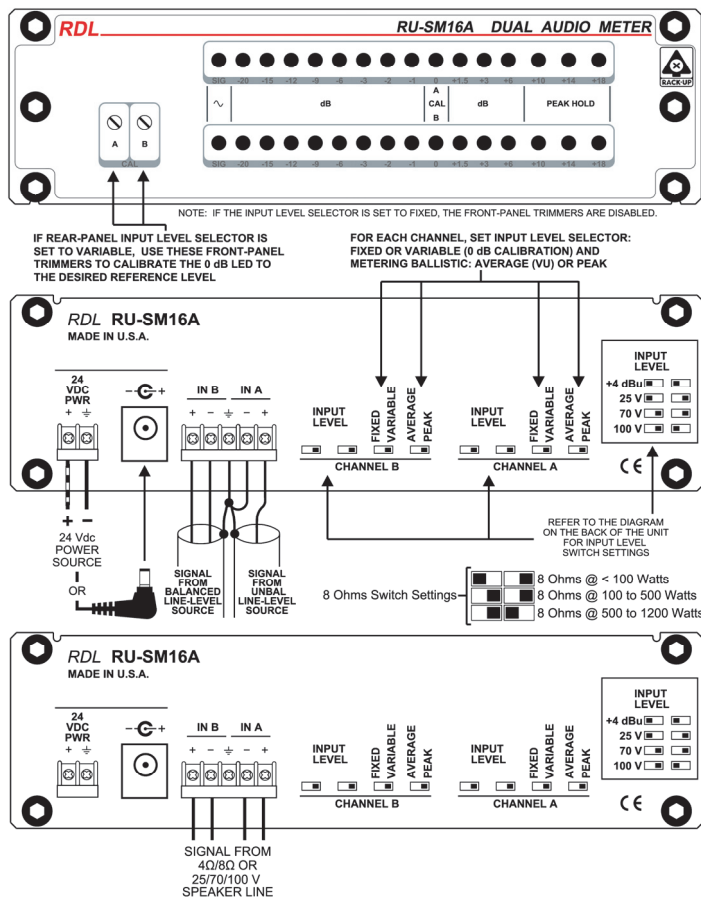 RDL
RU-SM16A DUAL AUDIO METER
RACK-UP
SIG -20 -15 -12 -9 -6 -3 -2 -1 0 +1.5 +3 +6 +10 +14 +18
dB
A
CAL
B
dB
PEAK HOLD
SIG -20 -15 -12 -9 -6 -3 -2 -1 0 +1.5 +3 +6 +10 +14 +18
A B
CAL
NOTE: IF THE INPUT LEVEL SELECTOR IS SET TO FIXED, THE FRONT-PANEL TRIMMERS ARE DISABLED.
IF REAR-PANEL INPUT LEVEL SELECTOR IS
SET TO VARIABLE, USE THESE FRONT-PANEL
TRIMMERS TO CALIBRATE THE 0 dB LED TO
THE DESIRED REFERENCE LEVEL
FOR EACH CHANNEL, SET INPUT LEVEL SELECTOR:
FIXED OR VARIABLE (0 dB CALIBRATION) AND
METERING BALLISTIC: AVERAGE (VU) OR PEAK
RDL RU-SM16A
MADE IN U.S.A.
24
VDC
PWR
+
- +
IN B IN A
+ - - +
INPUT
LEVEL
FIXED
VARIABLE
AVERAGE
PEAK
CHANNEL B
INPUT
LEVEL
FIXED
VARIABLE
AVERAGE
PEAK
CHANNEL A
INPUT
LEVEL
+4 dBu
25 V
70 V
100 V
CE
+ -
24 Vdc
POWER
SOURCE
OR
SIGNAL
FROM
BALANCED
LINE-LEVEL
SOURCE
SIGNAL
FROM
UNBAL
LINE-LEVEL
SOURCE
REFER TO THE DIAGRAM
ON THE BACK OF THE UNIT
FOR INPUT LEVEL
SWITCH SETTINGS
8 Ohms Switch Settings
8 Ohms @ < 100 Watts
8 Ohms @ 100 to 500 Watts
8 Ohms @ 500 to 1200 Watts
RDL RU-SM16A
MADE IN U.S.A.
24
VDC
PWR
+
- +
IN B IN A
+ - - +
INPUT
LEVEL
FIXED
VARIABLE
AVERAGE
PEAK
CHANNEL B
INPUT
LEVEL
FIXED
VARIABLE
AVERAGE
PEAK
CHANNEL A
INPUT
LEVEL
+4 dBu
25 V
70 V
100 V
CE
SIGNAL FROM
4Ω/8Ω OR
25/70/100 V
SPEAKER LINE